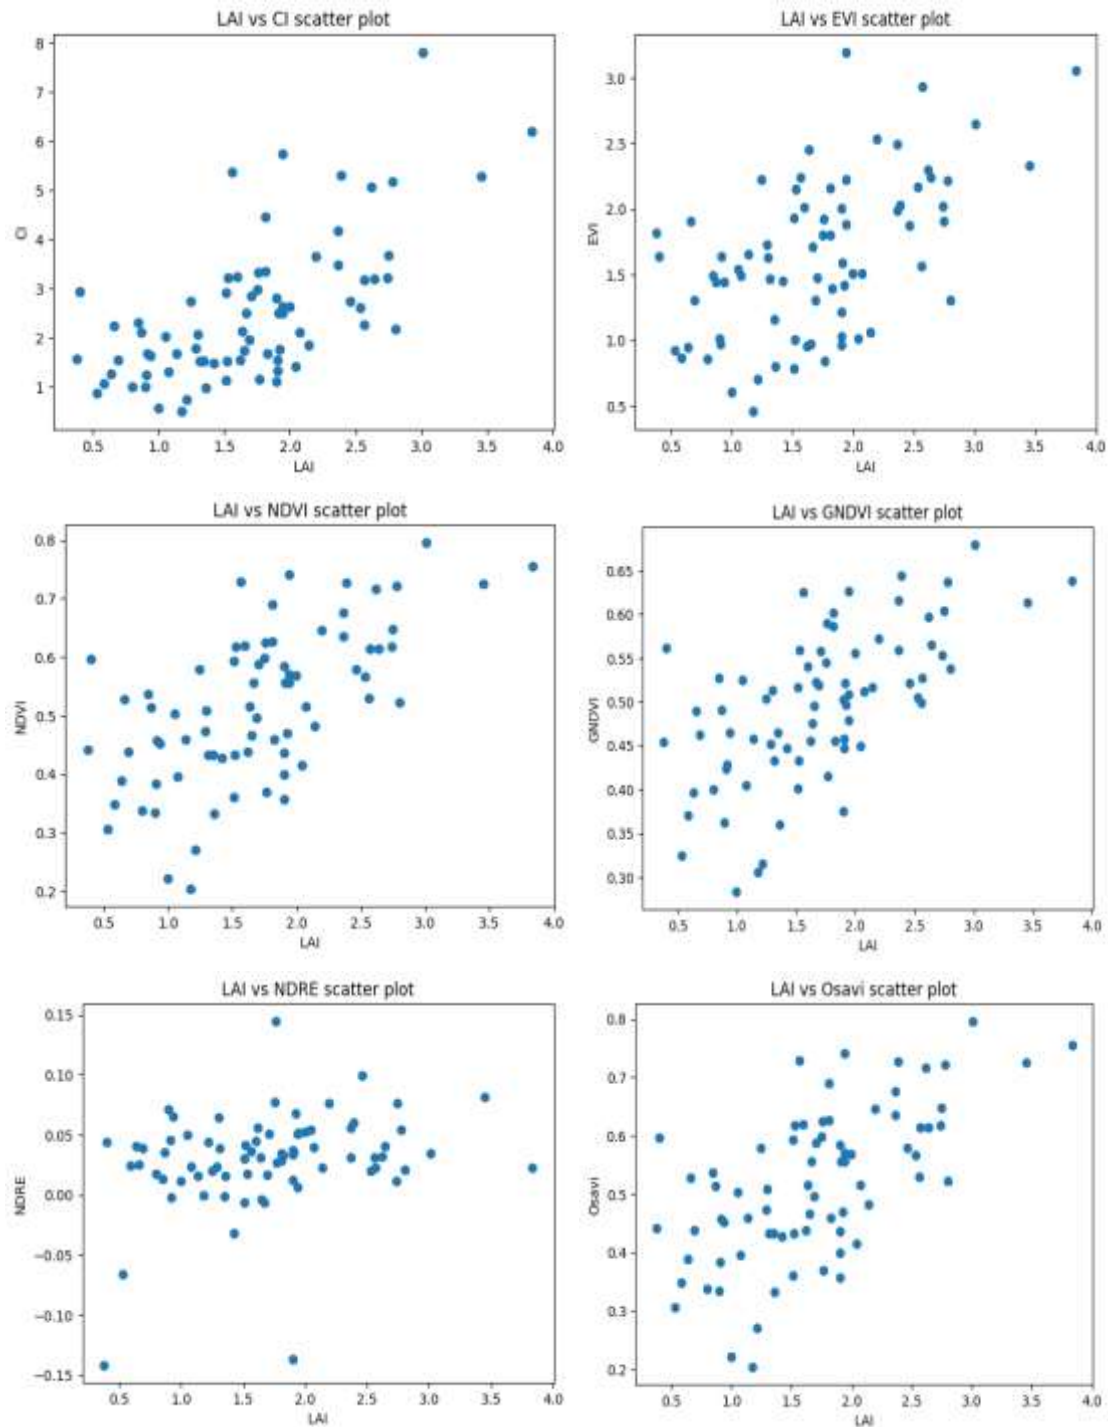 LAI vs CI scatter plot
8
7
6
5
4
3
2
1
CI
0.5 1.0 1.5 2.0 2.5 3.0 3.5 4.0
LAI
LAI vs EVI scatter plot
3.0
2.5
2.0
1.5
1.0
0.5
EVI
0.5 1.0 1.5 2.0 2.5 3.0 3.5 4.0
LAI
LAI vs NDVI scatter plot
0.8
0.7
0.6
0.5
0.4
0.3
0.2
NDVI
0.5 1.0 1.5 2.0 2.5 3.0 3.5 4.0
LAI
LAI vs GNDVI scatter plot
0.65
0.60
0.55
0.50
0.45
0.40
0.35
0.30
GNDVI
0.5 1.0 1.5 2.0 2.5 3.0 3.5 4.0
LAI
LAI vs NDRE scatter plot
0.15
0.10
0.05
0.00
−0.05
−0.10
−0.15
NDRE
0.5 1.0 1.5 2.0 2.5 3.0 3.5 4.0
LAI
LAI vs Osavi scatter plot
0.8
0.7
0.6
0.5
0.4
0.3
0.2
Osavi
0.5 1.0 1.5 2.0 2.5 3.0 3.5 4.0
LAI